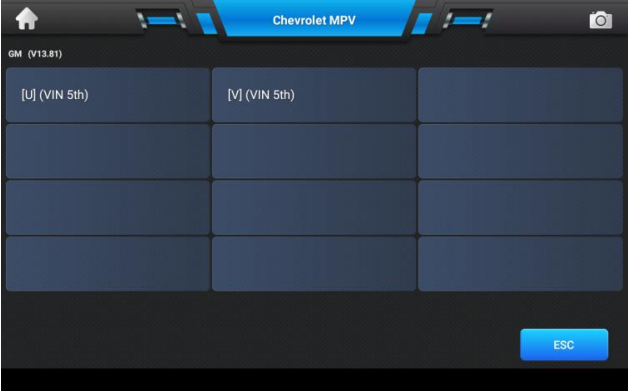 Chevrolet MPV
GM (V13.81)
[U] (VIN 5th)
[V] (VIN 5th)
ESC